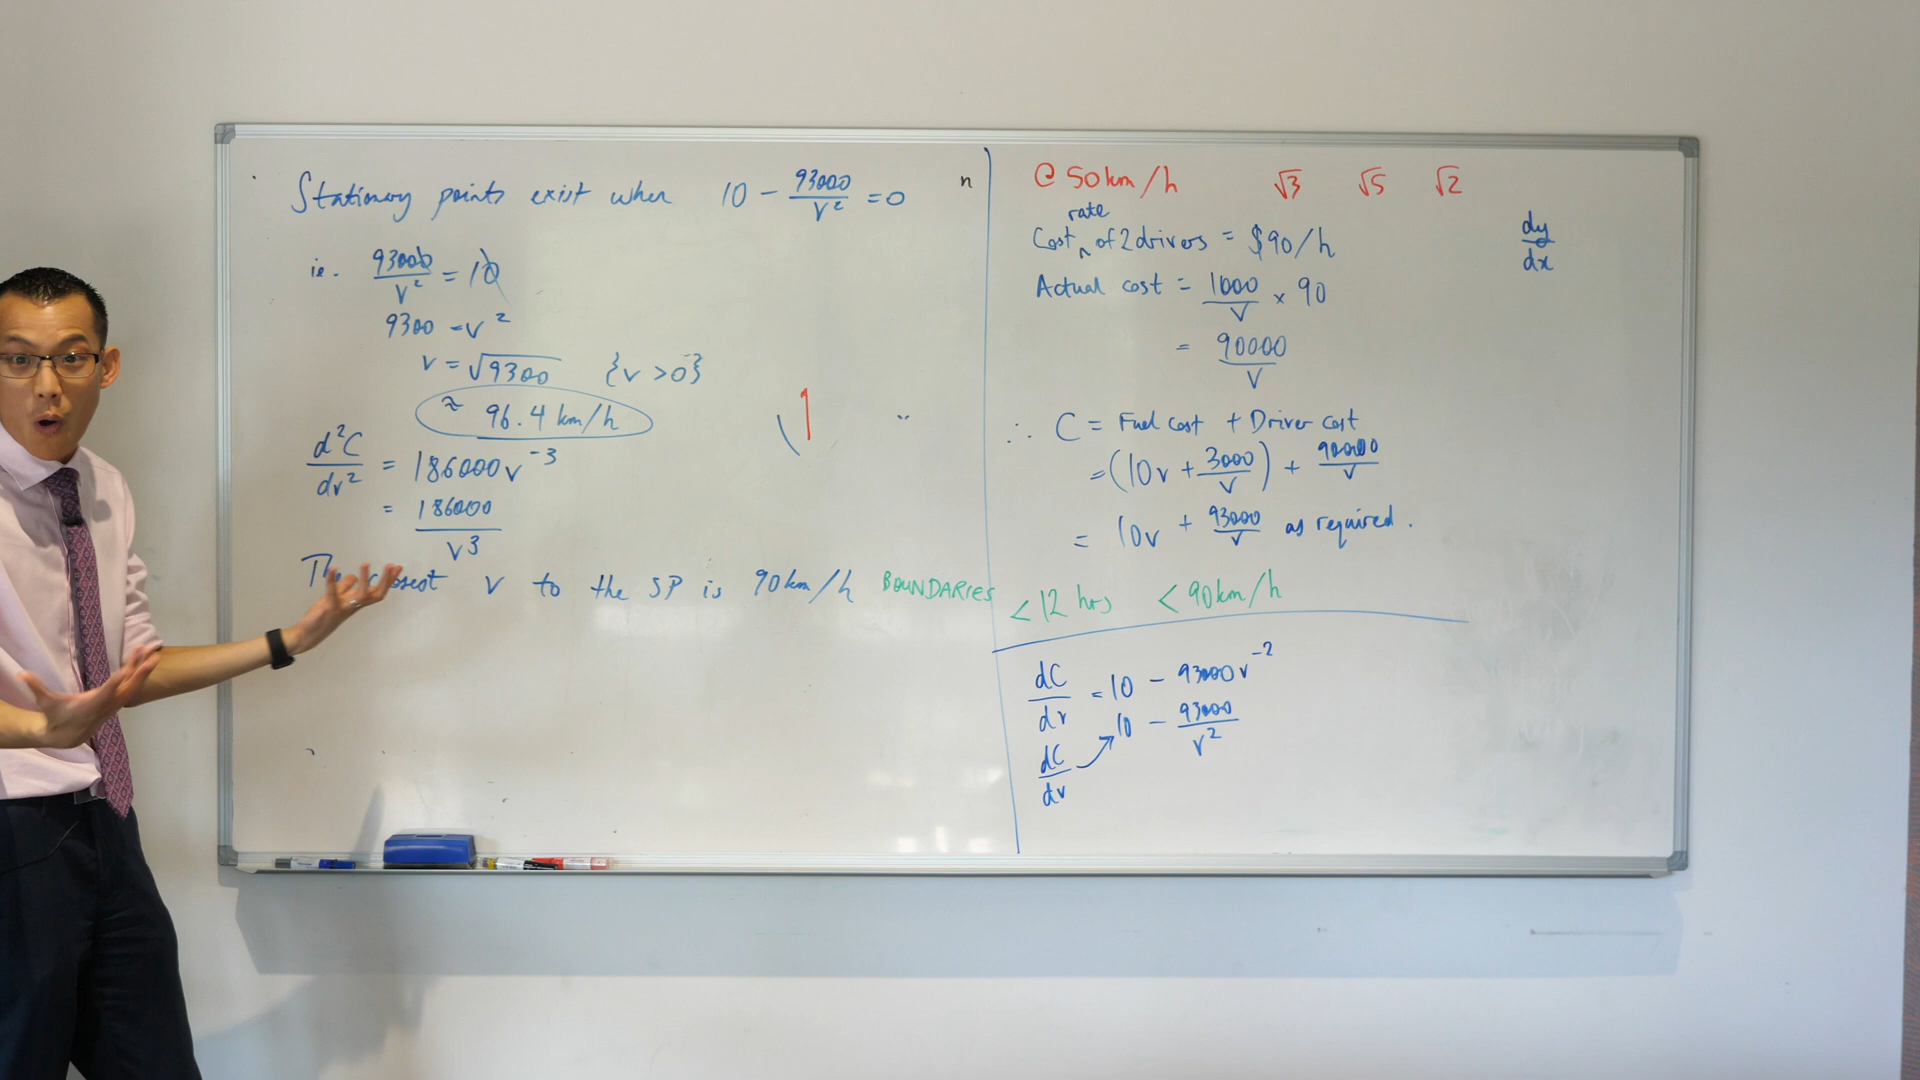 Stationary points exist when 10 - 93000/v² = 0
n
ie. 93000/v² = 10
9300 = v²
v = √9300 {v > 0}
≈ 96.4 km/h
d²C/dv² = 186000v⁻³
= 186000/v³
The closest v to the SP is 90km/h BOUNDARIES
@ 50km/h √3 √5 √2
rate
Cost ^ of 2 drivers = $90/h
dy/dx
Actual cost = 1000/v × 90
= 90000/v
∴ C = Fuel cost + Driver cost
= (10v + 3000/v) + 90000/v
= 10v + 93000/v as required.
< 12 hrs < 90km/h
dC/dv = 10 - 93000v⁻²
10 - 93000/v²
dC/dv